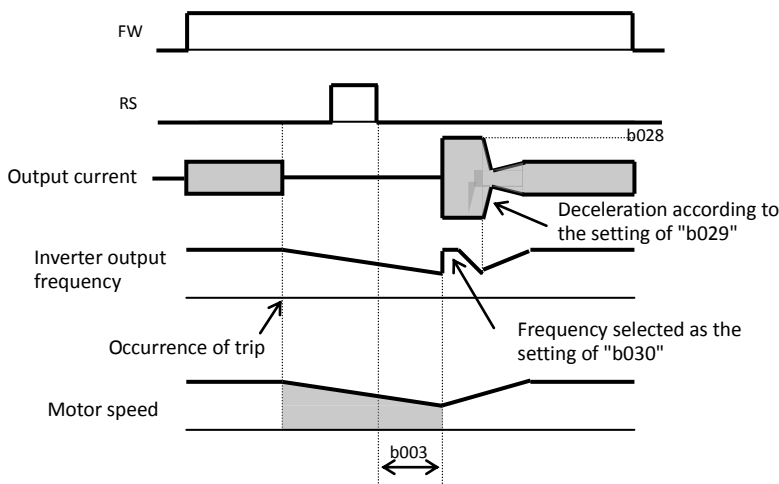 FW
RS
b028
Output current
Deceleration according to
the setting of "b029"
Inverter output
frequency
Occurrence of trip
Frequency selected as the
setting of "b030"
Motor speed
b003